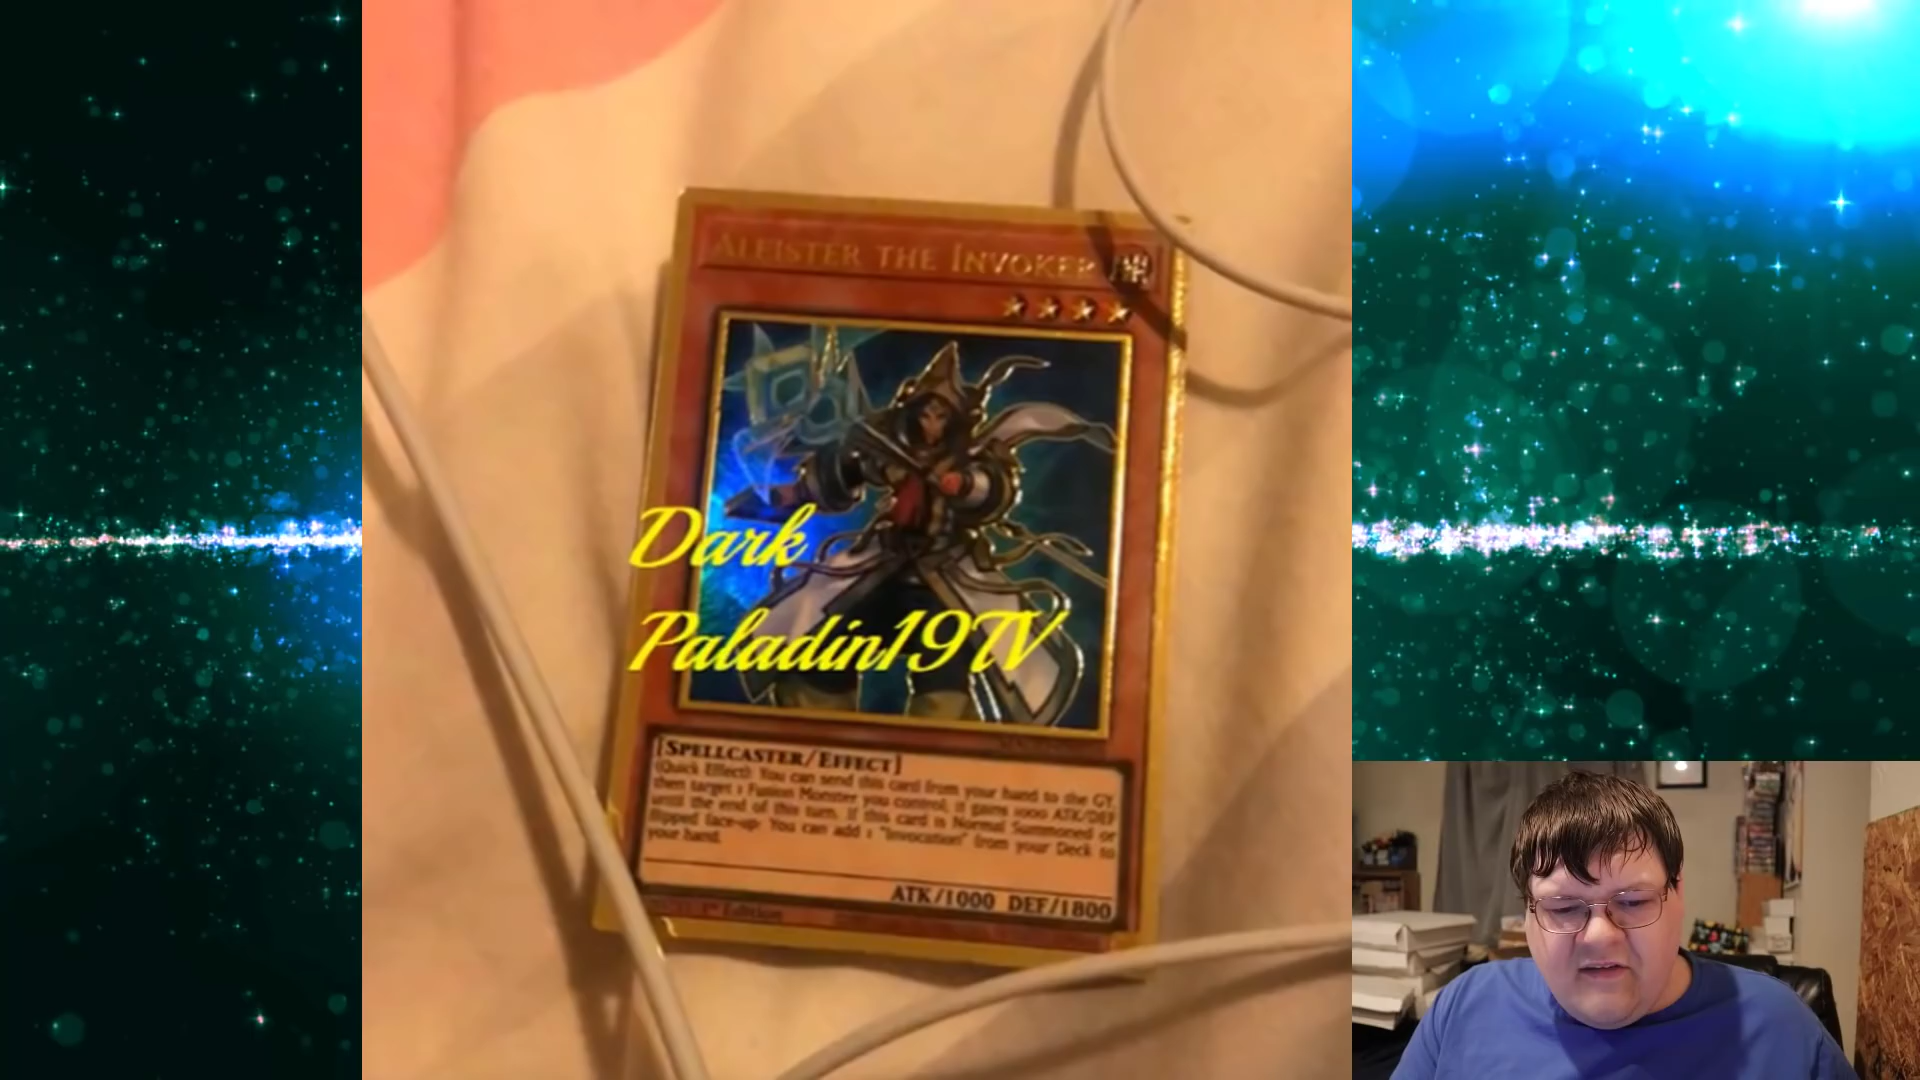 ALEISTER THE INVOKER
Dark
Paladin19TV
[SPELLCASTER/EFFECT]
(Quick Effect): You can send this card from your hand to the GY,
then target 1 Fusion Monster you control; it gains 1000 ATK/DEF
until the end of this turn. If this card is Normal Summoned or
flipped face-up: You can add 1 "Invocation" from your Deck to
your hand.
ATK/1000 DEF/1800
1st Edition